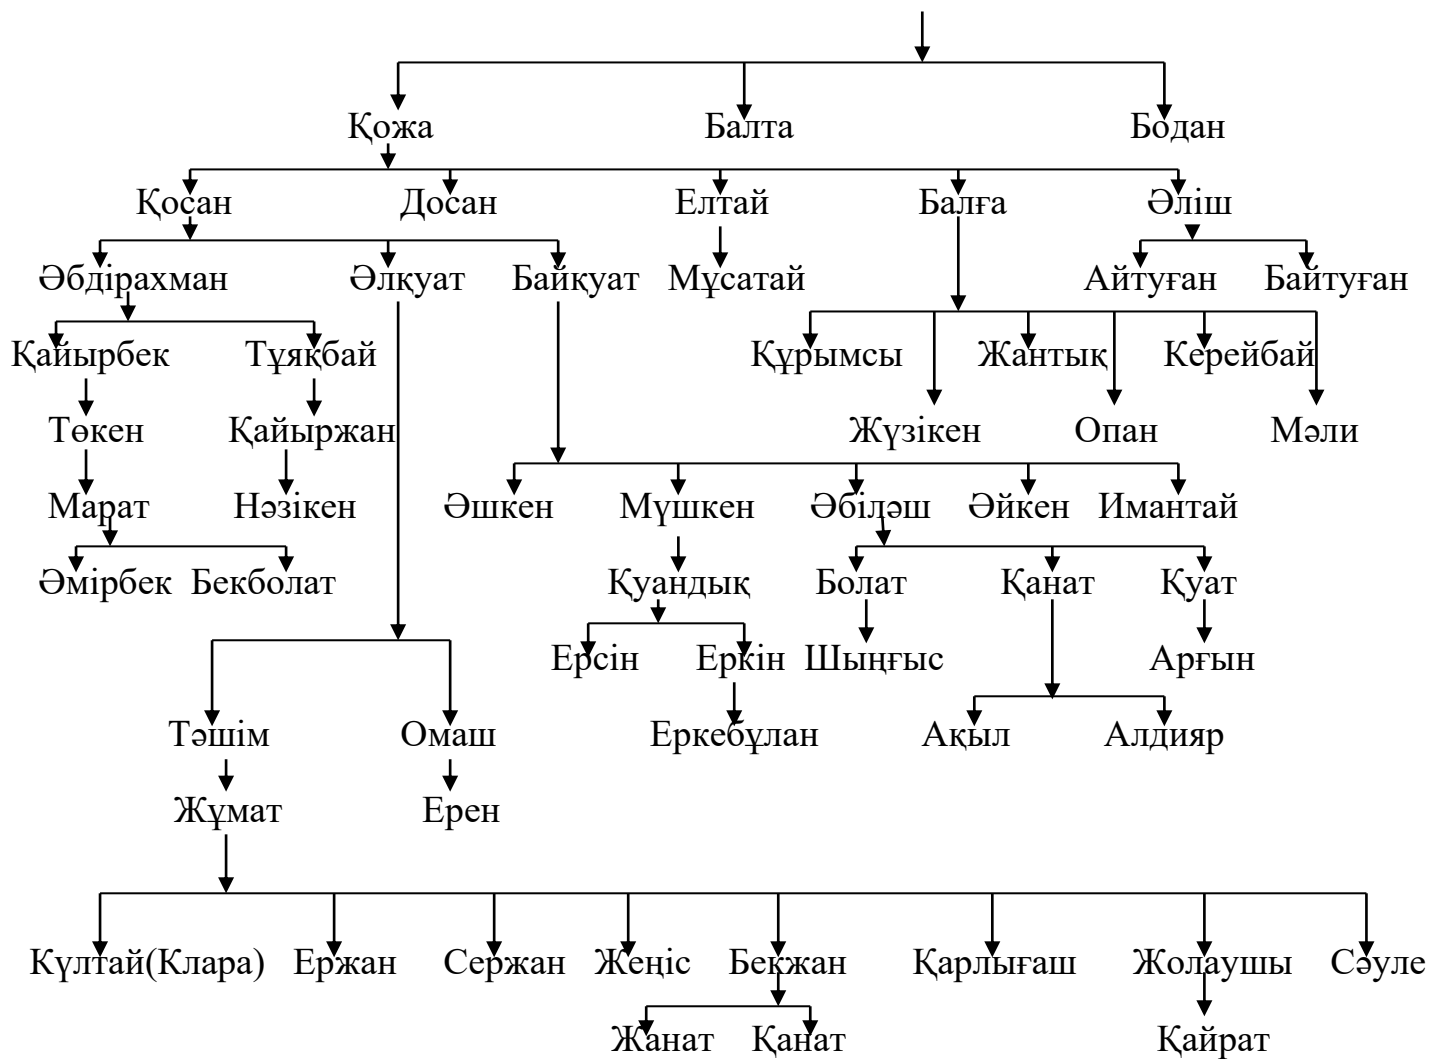 Қожа Балта Бодан
Қосан Досан Елтай Балға Әліш
Әбдірахман Әлқуат Байқуат Мұсатай Айтуған Байтуған
Қайырбек Тұяқбай Құрымсы Жантық Керейбай
Төкен Қайыржан Жүзікен Опан Мәли
Марат Нәзікен Әшкен Мүшкен Әбіләш Әйкен Имантай
Әмірбек Бекболат Қуандық Болат Қанат Қуат
Ерсін Еркін Шыңғыс Арғын
Тәшім Омаш Еркебұлан Ақыл Алдияр
Жұмат Ерен
Күлтай(Клара) Ержан Сержан Жеңіс Бекжан Қарлығаш Жолаушы Сәуле
Жанат Қанат Қайрат